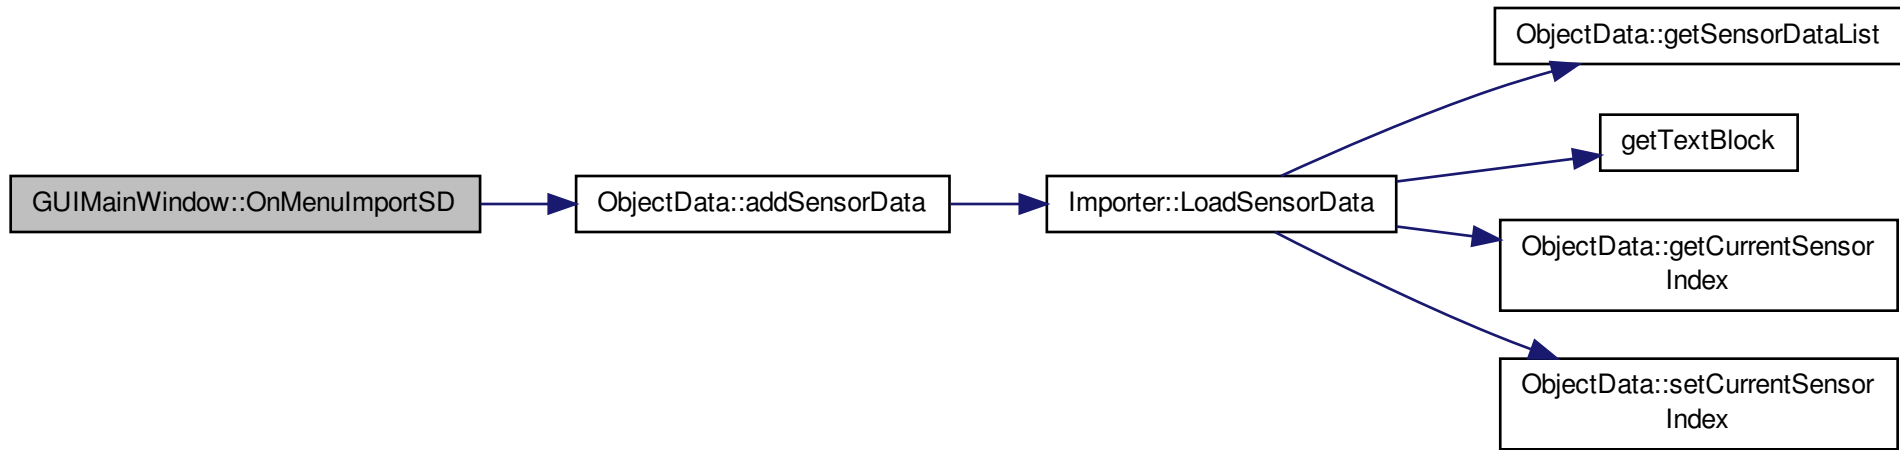 GUIMainWindow::OnMenuImportSD
ObjectData::addSensorData
Importer::LoadSensorData
ObjectData::getSensorDataList
getTextBlock
ObjectData::getCurrentSensor
Index
ObjectData::setCurrentSensor
Index